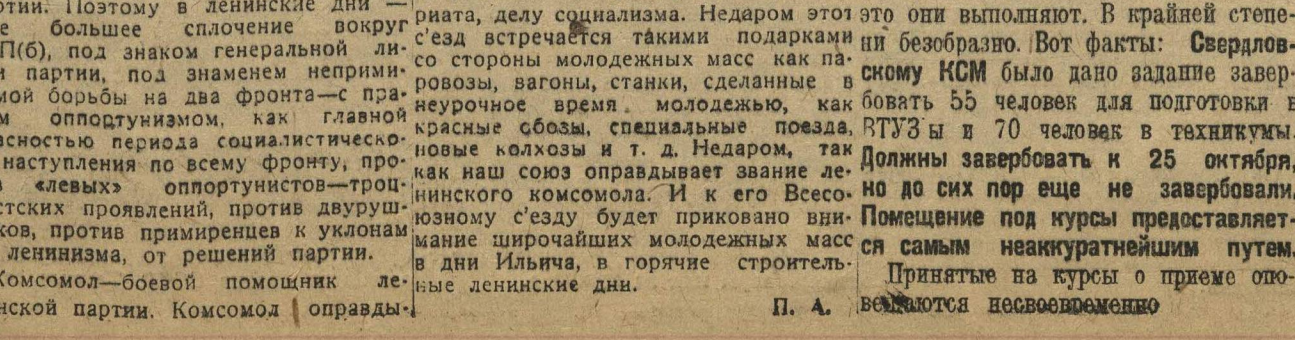 ртии. Поэтому в ленинские дни —
е большее сплочение вокруг
П(б), под знаком генеральной ли-
и партии, под знаменем неприми-
мой борьбы на два фронта—с пра-
м оппортунизмом, как главной
асностью периода социалистическо-
наступления по всему фронту, про-
в «левых» оппортунистов—троц-
стских проявлений, против двуруш-
ков, против примиренцев к уклонам
ленинизма, от решений партии.
Комсомол—боевой помощник ле-
нской партии. Комсомол оправды-
риата, делу социализма. Недаром этот
с'езд встречается такими подарками
со стороны молодежных масс как па-
ровозы, вагоны, станки, сделанные в
неурочное время молодежью, как
красные обозы, специальные поезда,
новые колхозы и т. д. Недаром, так
как наш союз оправдывает звание ле-
нинского комсомола. И к его Всесо-
юзному с'езду будет приковано вни-
мание широчайших молодежных масс
в дни Ильича, в горячие строитель-
ные ленинские дни.
П. А.
это они выполняют. В крайней степе-
ни безобразно. Вот факты: Свердлов-
скому КСМ было дано задание завер-
бовать 55 человек для подготовки в
ВТУЗ'ы и 70 человек в техникумы.
Должны завербовать к 25 октября,
но до сих пор еще не завербовали.
Помещение под курсы предоставляет-
ся самым неаккуратнейшим путем.
Принятые на курсы о приеме опо-
вещаются несвоевременно